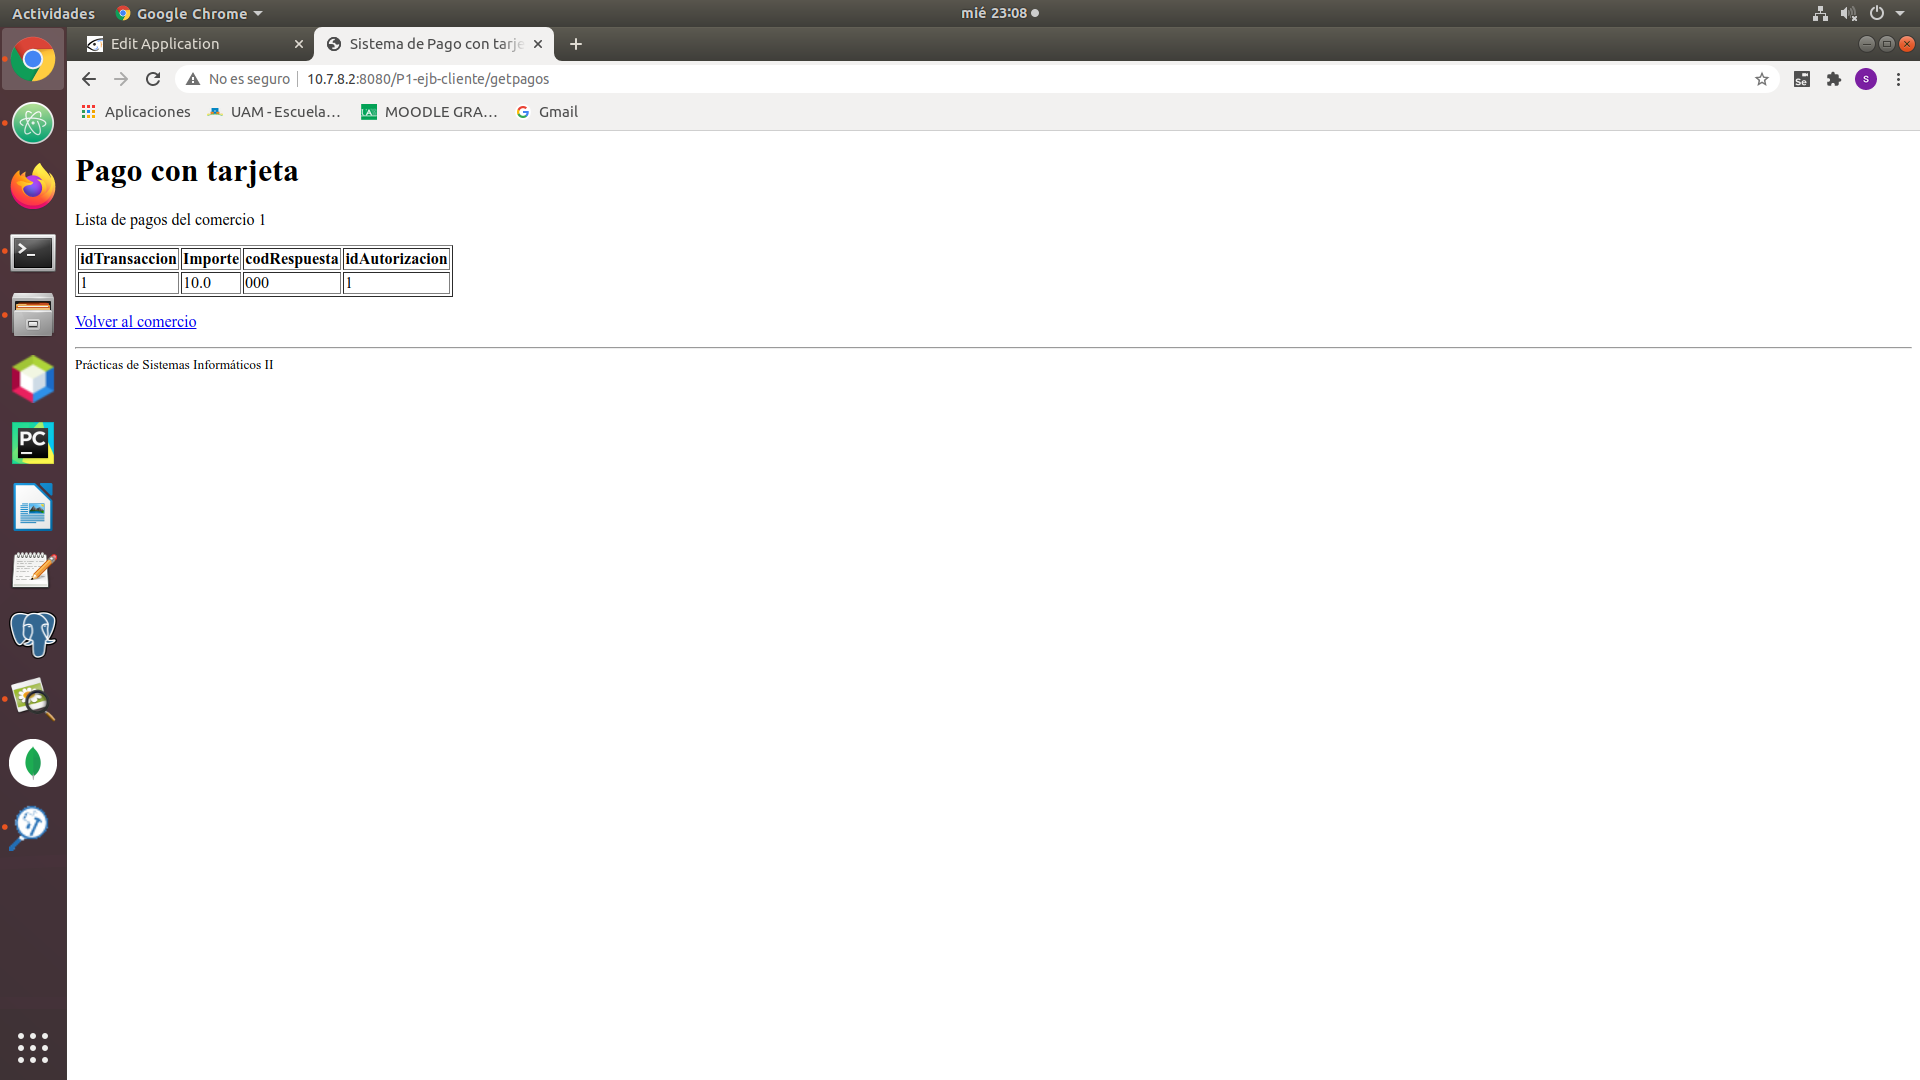 Actividades Google Chrome mié 23:08
Edit Application Sistema de Pago con tarje
No es seguro 10.7.8.2:8080/P1-ejb-cliente/getpagos Se S
Aplicaciones UAM - Escuela… MOODLE GRA… Gmail
Pago con tarjeta
Lista de pagos del comercio 1
idTransaccion Importe codRespuesta idAutorizacion
1 10.0 000 1
Volver al comercio
Prácticas de Sistemas Informáticos II
PC